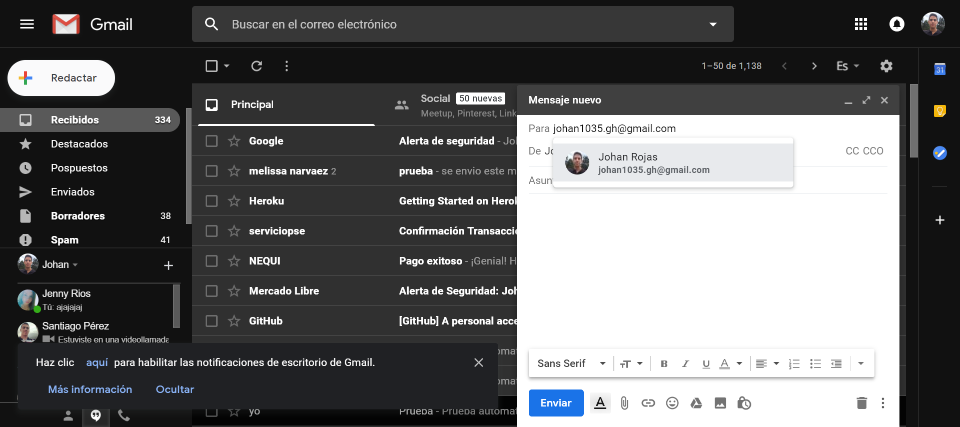 Gmail
Buscar en el correo electrónico
Redactar
1–50 de 1,138
Es
Recibidos 334
Destacados
Pospuestos
Enviados
Borradores 38
Spam 41
Johan
Jenny Rios
Tú: ajajajaj
Santiago Pérez
Estuviste en una videollamada
Principal
Social 50 nuevas
Meetup, Pinterest, Link
Google Alerta de seguridad - Jo
melissa narvaez 2 prueba - se envio este m
Heroku Getting Started on Herok
serviciopse Confirmación Transacció
NEQUI Pago exitoso - ¡Genial! H
Mercado Libre Alerta de Seguridad: Joh
GitHub [GitHub] A personal acce
yo Prueba - Prueba automat
Mensaje nuevo
Para johan1035.gh@gmail.com
De Jo
CC CCO
Johan Rojas
johan1035.gh@gmail.com
Asun
Sans Serif
Enviar
Haz clic aquí para habilitar las notificaciones de escritorio de Gmail.
Más información Ocultar